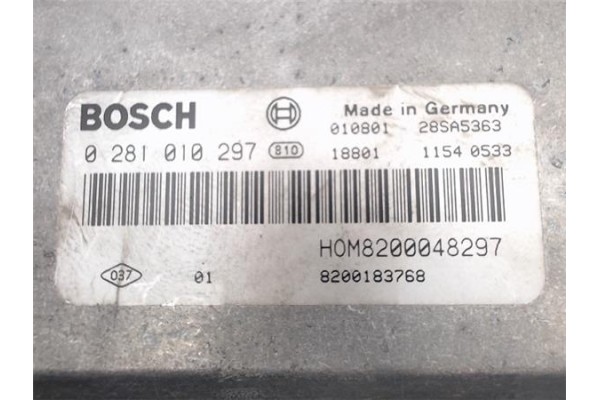 BOSCH Made in Germany
010801 28SA5363
0 281 010 297 810 18801 1154 0533
HOM8200048297
037 01 8200183768